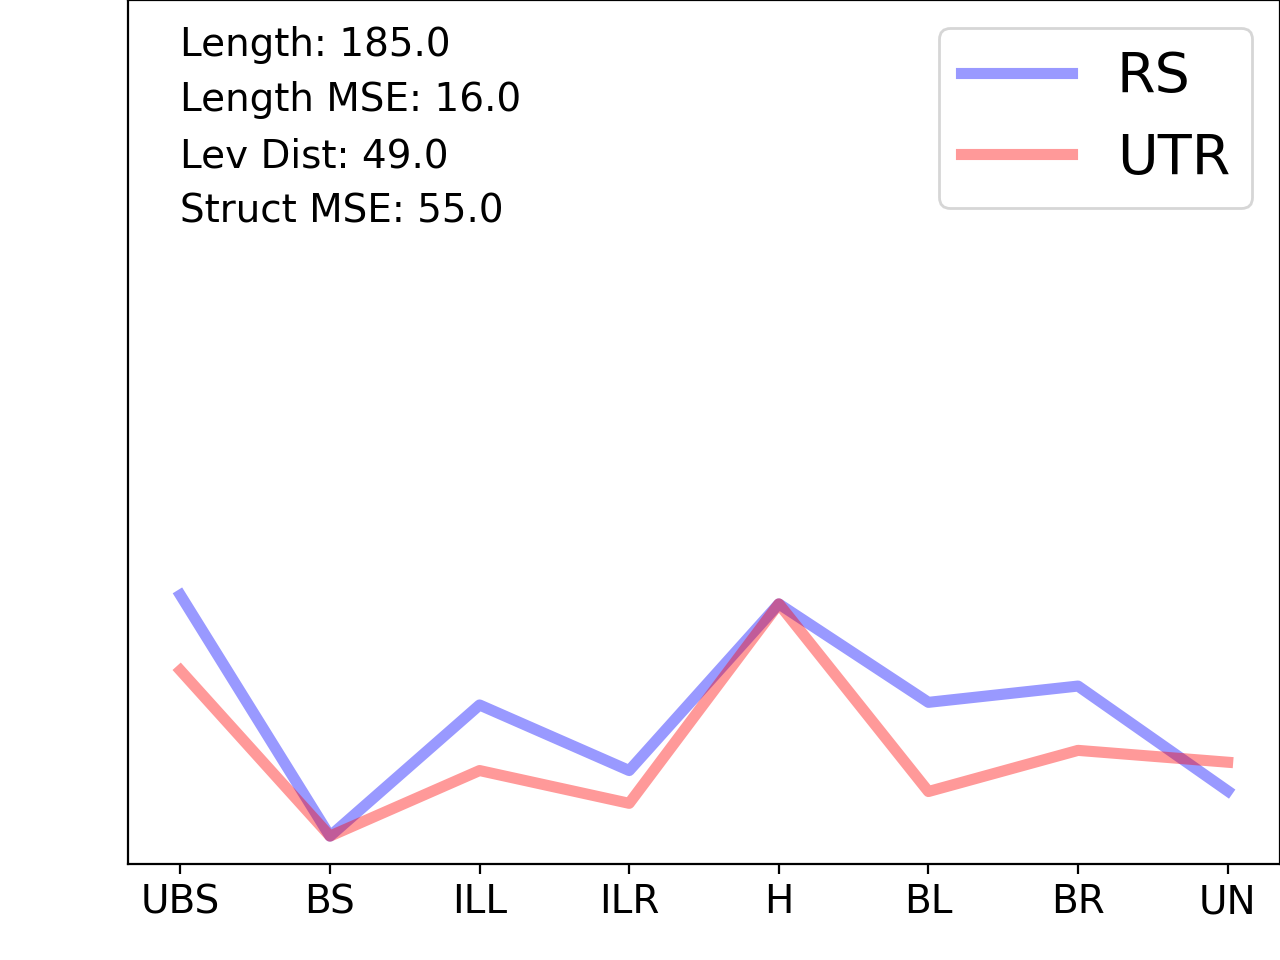 Length: 185.0
Length MSE: 16.0
Lev Dist: 49.0
Struct MSE: 55.0
RS
UTR
UBS BS ILL ILR H BL BR UN